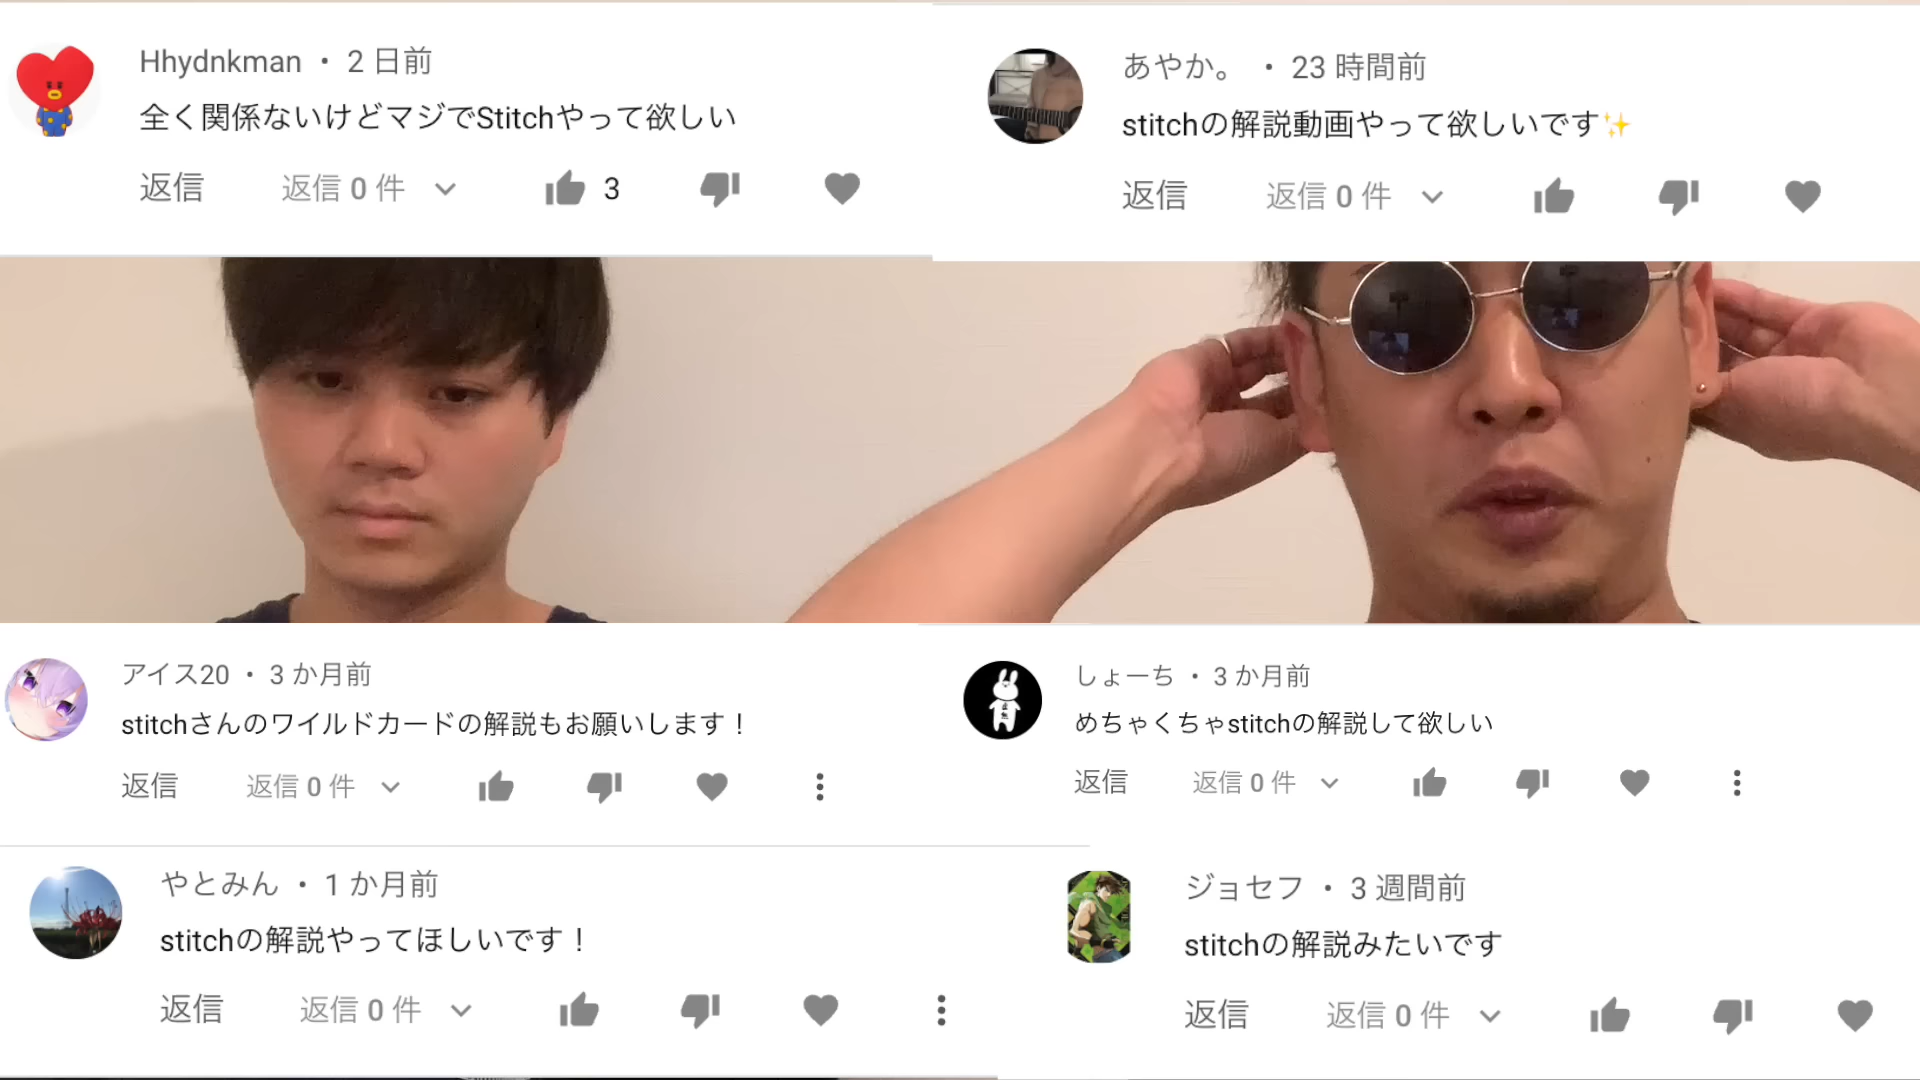 Hhydnkman ・ 2 日前
全く関係ないけどマジでStitchやって欲しい
返信 返信 0 件 3
あやか。 ・ 23 時間前
stitchの解説動画やって欲しいです✨
返信 返信 0 件
アイス20 ・ 3 か月前
stitchさんのワイルドカードの解説もお願いします！
返信 返信 0 件
しょーち ・ 3 か月前
めちゃくちゃstitchの解説して欲しい
返信 返信 0 件
やとみん ・ 1 か月前
stitchの解説やってほしいです！
返信 返信 0 件
ジョセフ ・ 3 週間前
stitchの解説みたいです
返信 返信 0 件